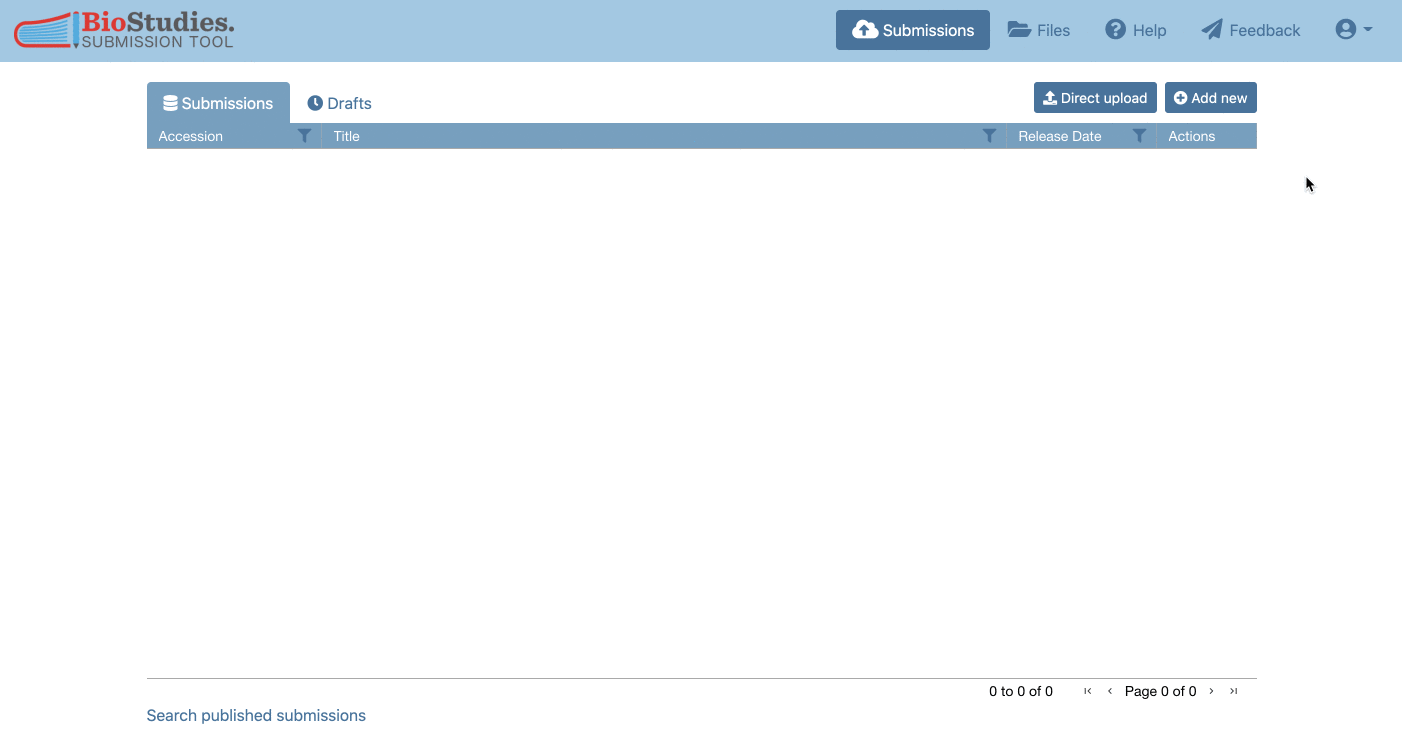 BioStudies.
SUBMISSION TOOL
Submissions Files Help Feedback
Submissions Drafts Direct upload Add new
Accession Title Release Date Actions
0 to 0 of 0 Page 0 of 0
Search published submissions